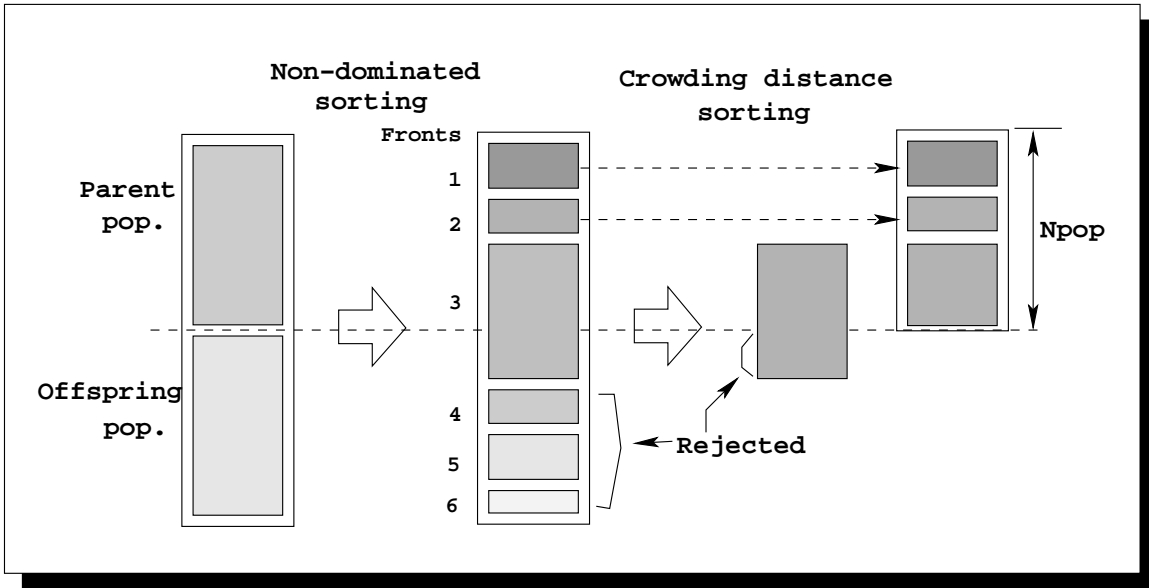 Non-dominated
sorting
Crowding distance
sorting
Fronts
Parent
pop.
Offspring
pop.
1
2
3
4
5
6
Npop
Rejected